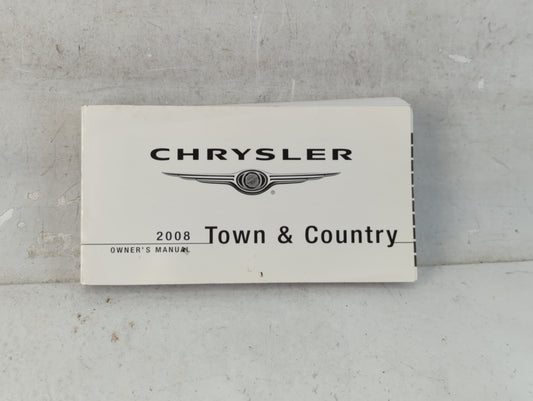 CHRYSLER
2008 Town & Country
OWNER'S MANUAL